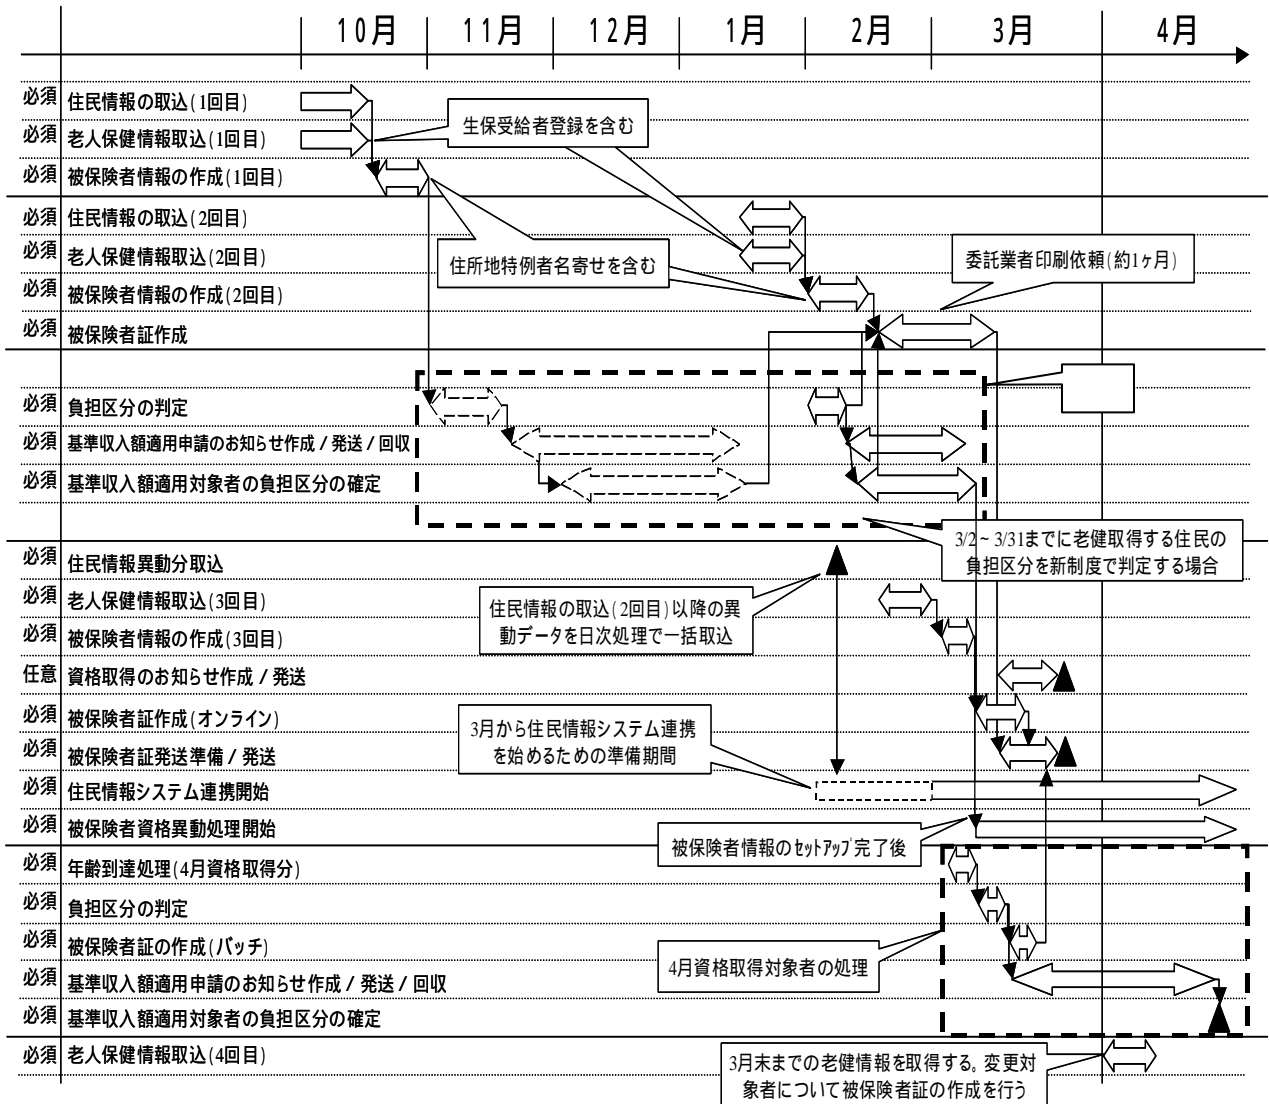 10月 11月 12月 1月 2月 3月 4月
必須 住民情報の取込(1回目)
必須 老人保健情報取込(1回目)
生保受給者登録を含む
必須 被保険者情報の作成(1回目)
必須 住民情報の取込(2回目)
必須 老人保健情報取込(2回目)
住所地特例者名寄せを含む
委託業者印刷依頼(約1ヶ月)
必須 被保険者情報の作成(2回目)
必須 被保険者証作成
必須 負担区分の判定
必須 基準収入額適用申請のお知らせ作成/発送/回収
必須 基準収入額適用対象者の負担区分の確定
3/2~3/31までに老健取得する住民の
負担区分を新制度で判定する場合
必須 住民情報異動分取込
必須 老人保健情報取込(3回目)
住民情報の取込(2回目)以降の異
動データを日次処理で一括取込
必須 被保険者情報の作成(3回目)
任意 資格取得のお知らせ作成/発送
必須 被保険者証作成(オンライン)
3月から住民情報システム連携
を始めるための準備期間
必須 被保険者証発送準備/発送
必須 住民情報システム連携開始
必須 被保険者資格異動処理開始
被保険者情報のセットアップ完了後
必須 年齢到達処理(4月資格取得分)
必須 負担区分の判定
必須 被保険者証の作成(バッチ)
4月資格取得対象者の処理
必須 基準収入額適用申請のお知らせ作成/発送/回収
必須 基準収入額適用対象者の負担区分の確定
必須 老人保健情報取込(4回目)
3月末までの老健情報を取得する。変更対
象者について被保険者証の作成を行う